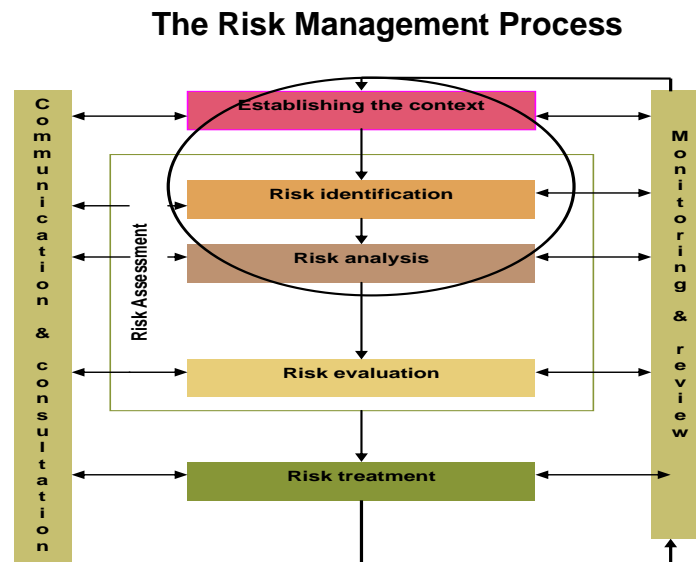 The Risk Management Process
Communication & consultation
Establishing the context
Risk identification
Risk analysis
Risk Assessment
Risk evaluation
Risk treatment
Monitoring & review